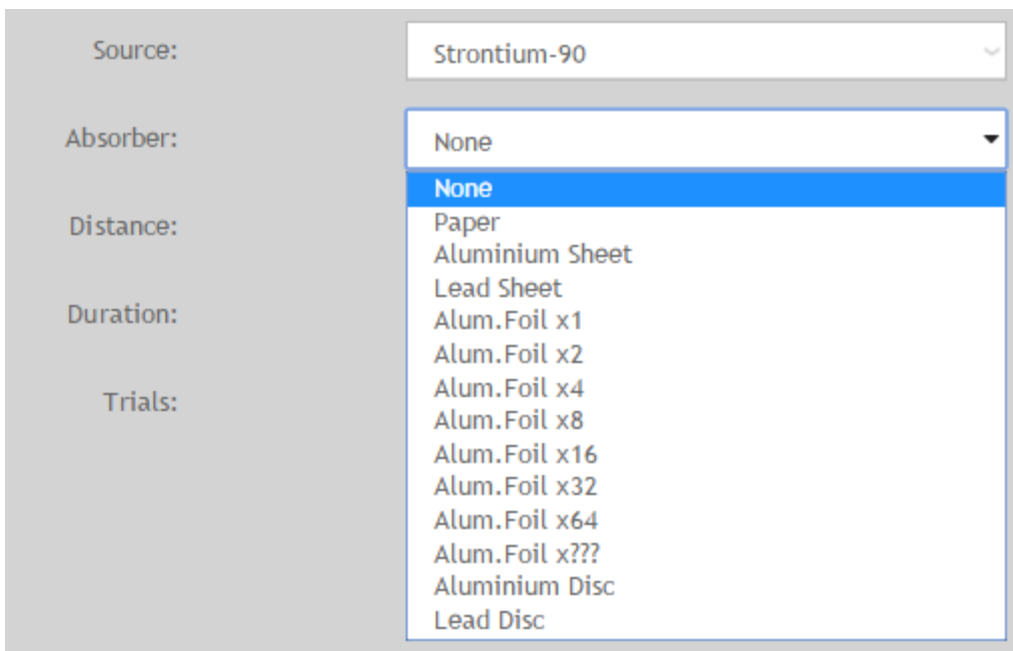 Source: Strontium-90
Absorber: None
None
Paper
Distance:
Aluminium Sheet
Lead Sheet
Duration:
Alum.Foil x1
Alum.Foil x2
Alum.Foil x4
Trials:
Alum.Foil x8
Alum.Foil x16
Alum.Foil x32
Alum.Foil x64
Alum.Foil x???
Aluminium Disc
Lead Disc